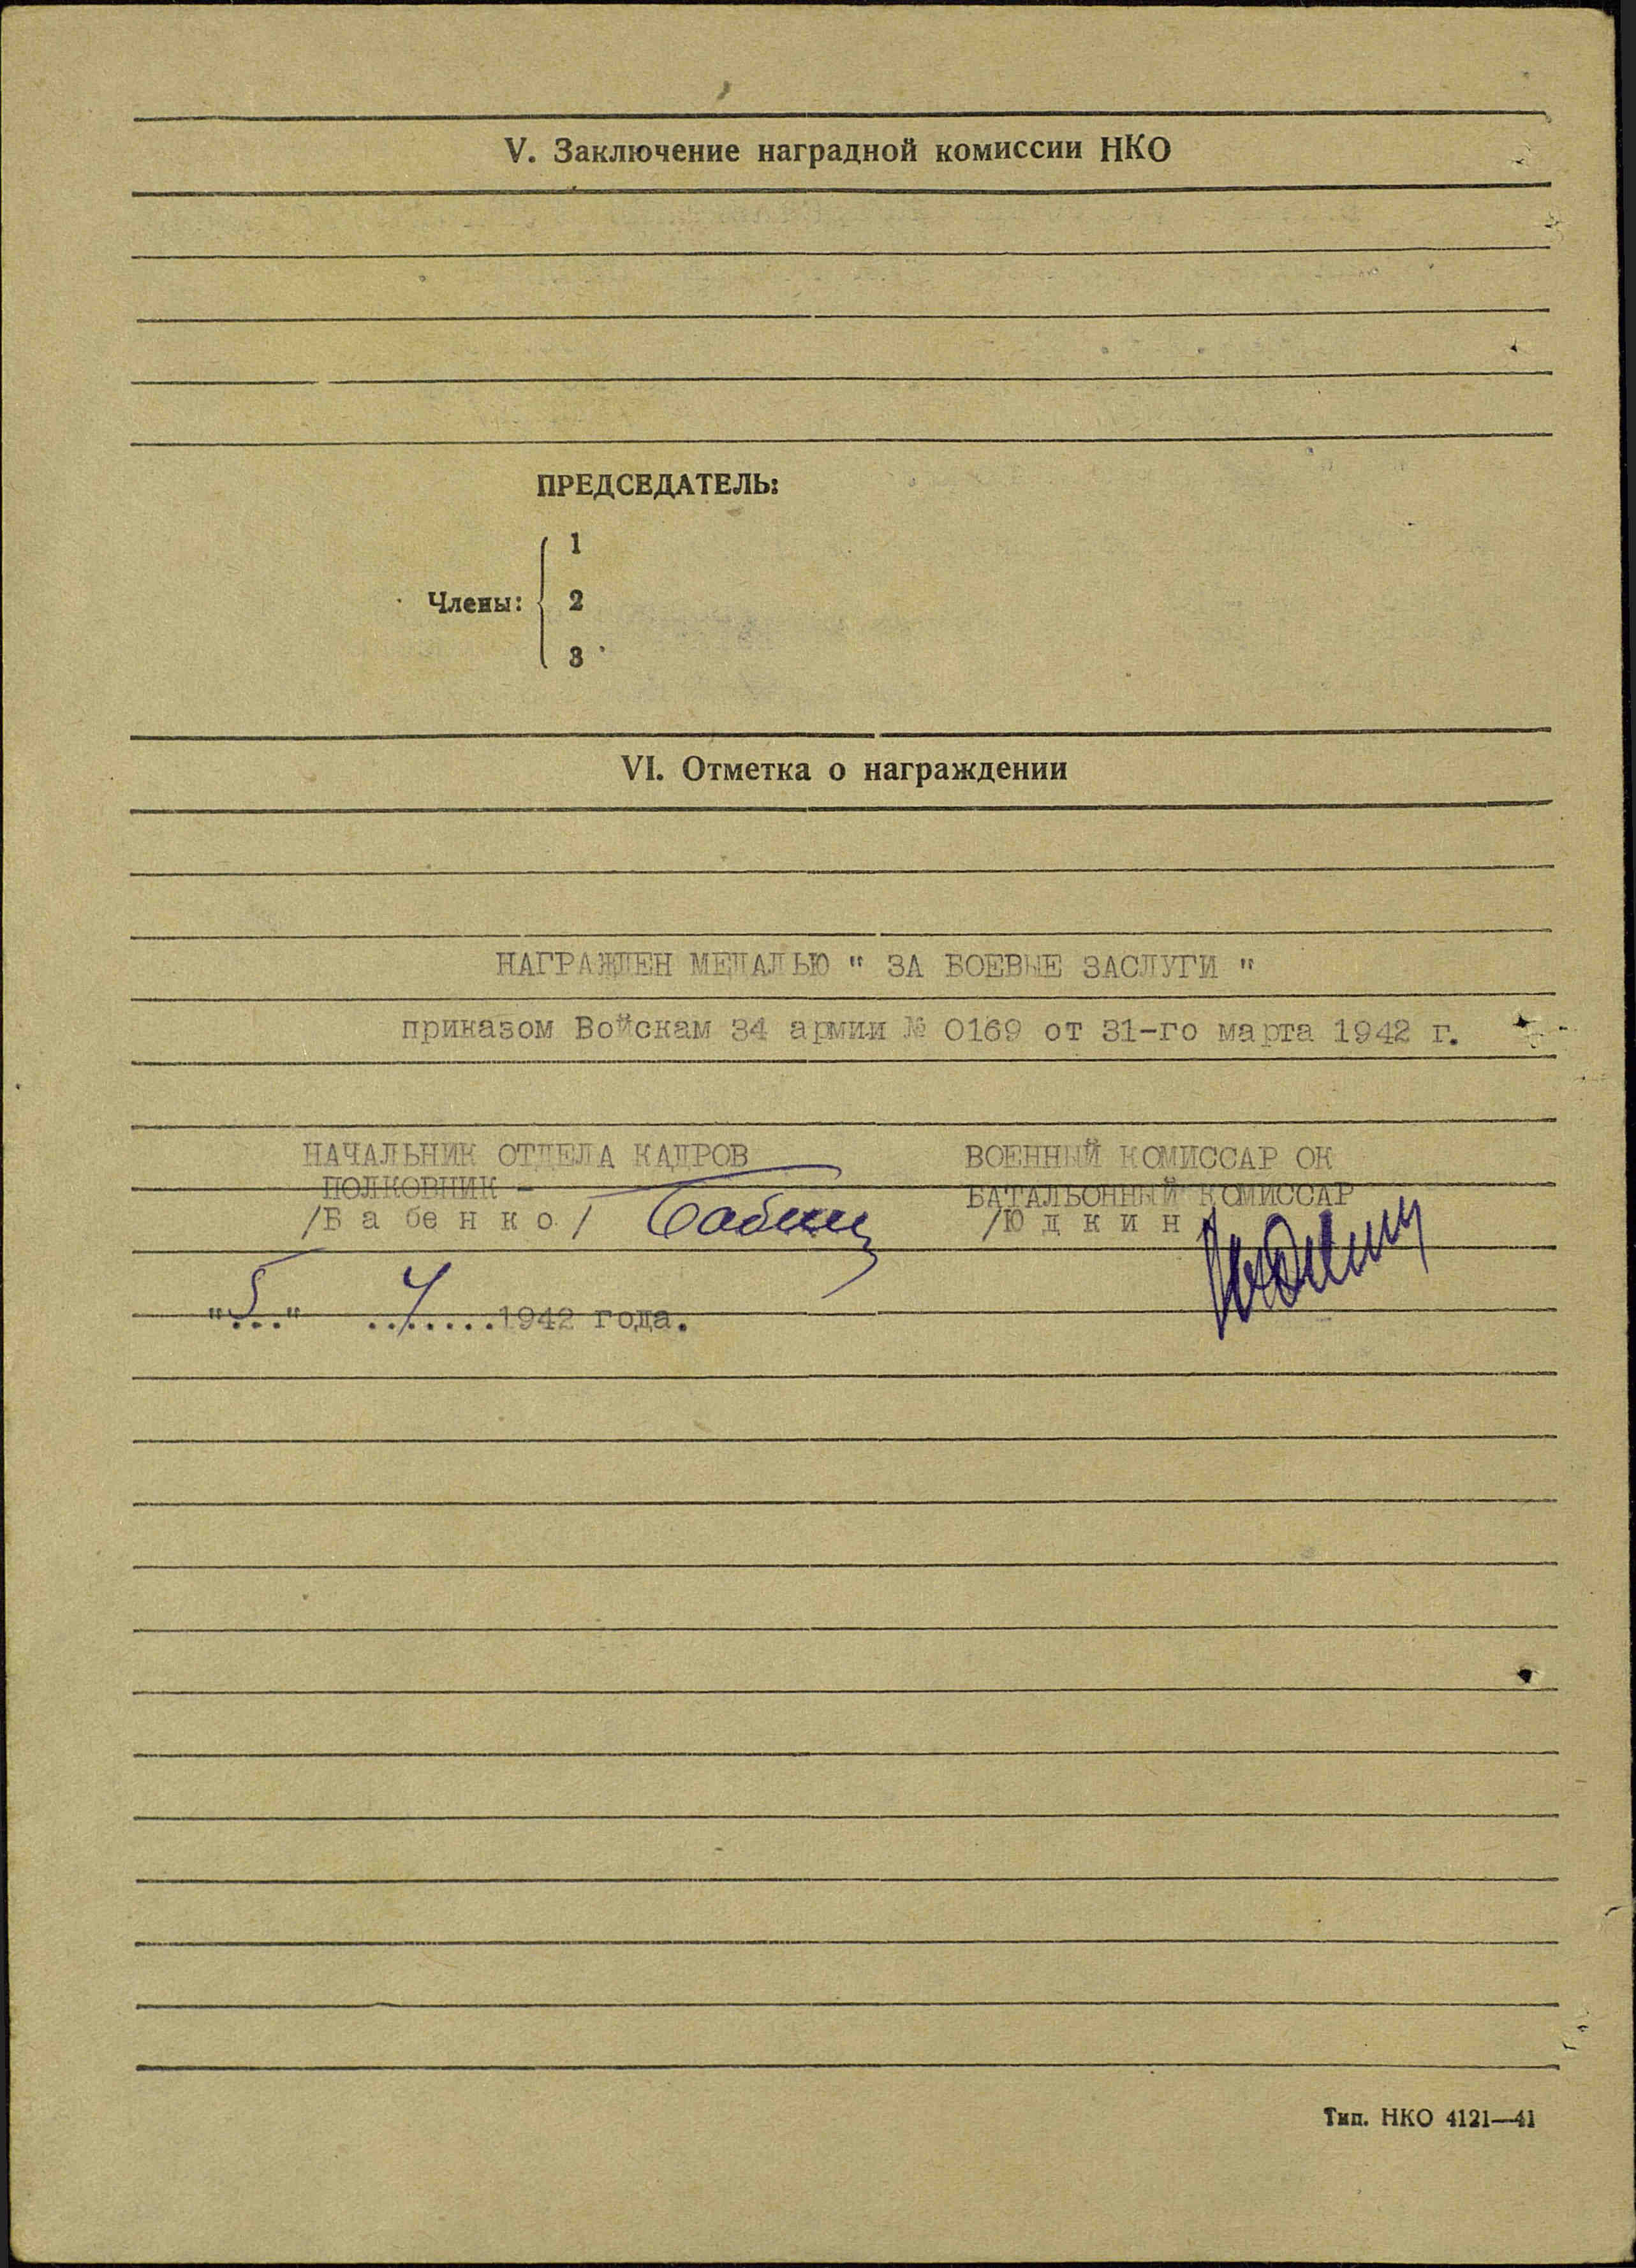 V. Заключение наградной комиссии НКО
ПРЕДСЕДАТЕЛЬ:
Члены:
1
2
3
VI. Отметка о награждении
НАГРАЖДЕН МЕДАЛЬЮ " ЗА БОЕВЫЕ ЗАСЛУГИ "
приказом Войскам 34 армии № 0169 от 31-го марта 1942 г.
НАЧАЛЬНИК ОТДЕЛА КАДРОВ
ПОЛКОВНИК -
/Б а бе н к о /
ВОЕННЫЙ КОМИССАР ОК
БАТАЛЬОННЫЙ КОМИССАР
/Ю д к и н
"5" 4 1942 года.
Тип. НКО 4121—41